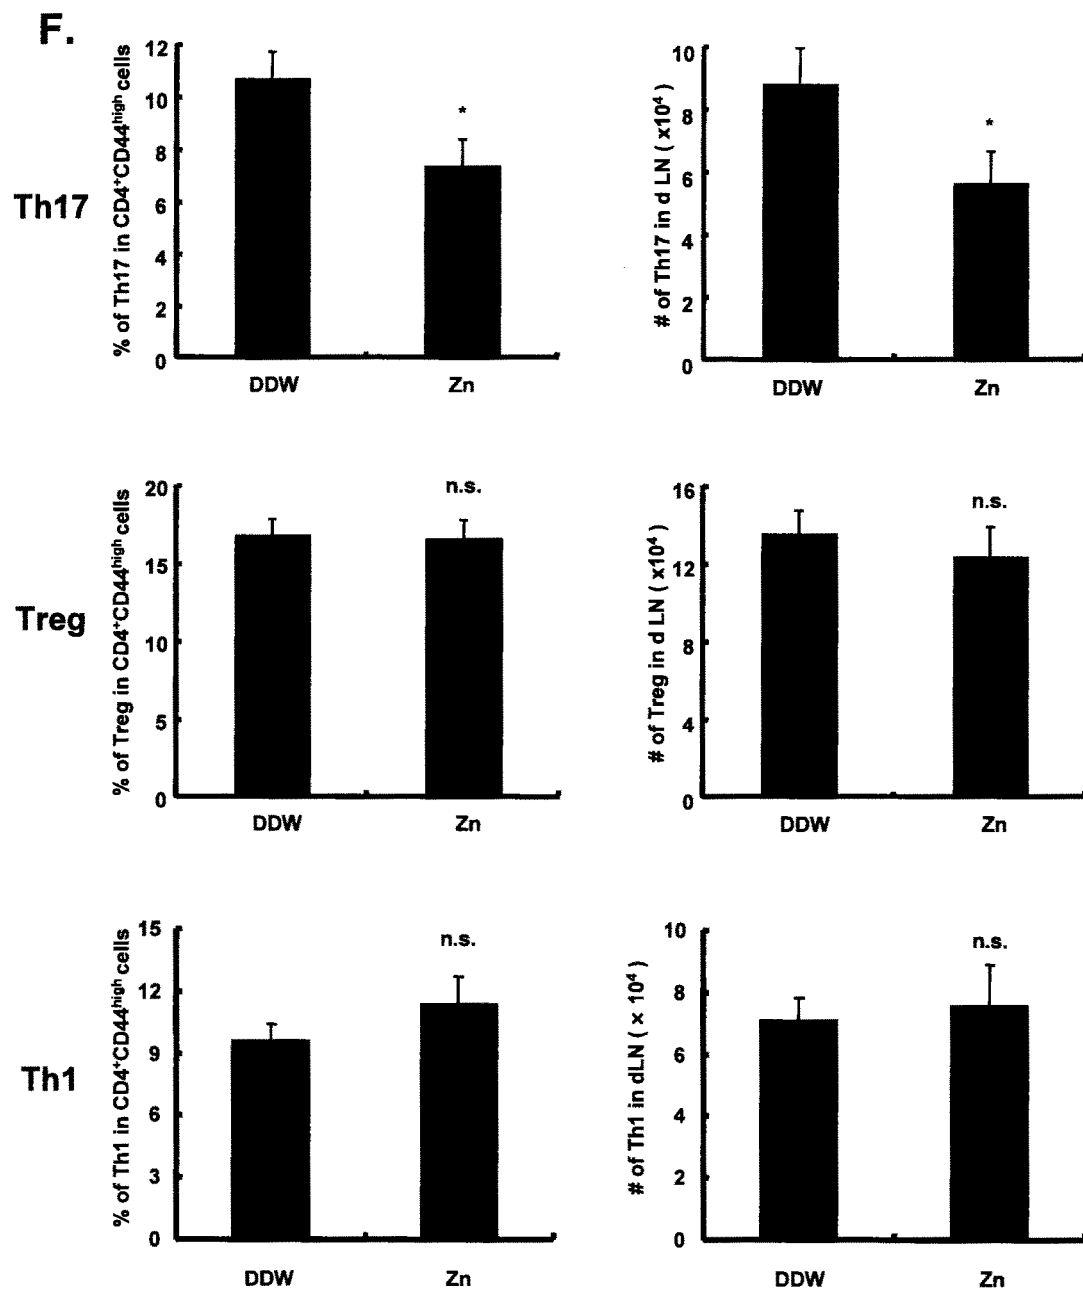 F.
Th17
% of Th17 in CD4⁺CD44ʰⁱᵍʰ cells
12
10
8
6
4
2
0
*
DDW
Zn
# of Th17 in d LN ( x10⁴)
10
8
6
4
2
0
*
DDW
Zn
Treg
% of Treg in CD4⁺CD44ʰⁱᵍʰ cells
20
15
10
5
0
n.s.
DDW
Zn
# of Treg in d LN ( x10⁴ )
16
12
8
4
0
n.s.
DDW
Zn
Th1
% of Th1 in CD4⁺CD44ʰⁱᵍʰ cells
15
12
9
6
3
0
n.s.
DDW
Zn
# of Th1 in dLN ( × 10⁴ )
10
8
6
4
2
0
n.s.
DDW
Zn